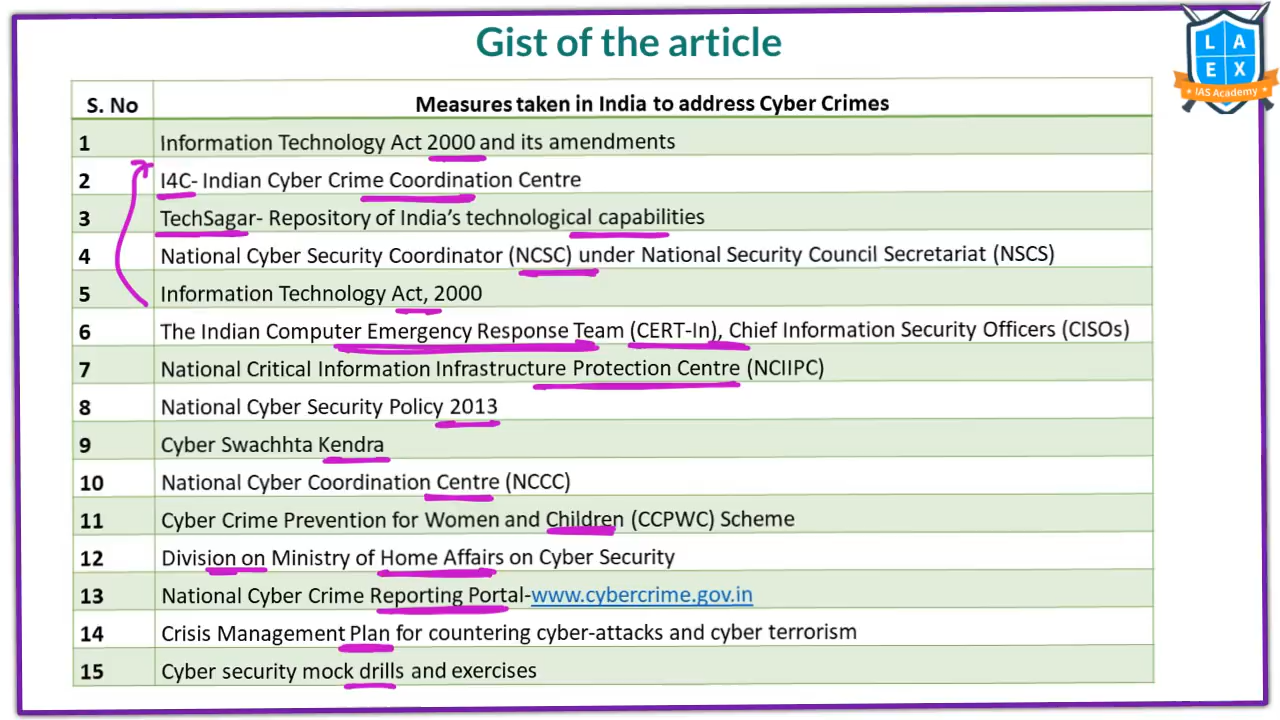 Gist of the article
L A
E X
IAS Academy
S. No Measures taken in India to address Cyber Crimes
1 Information Technology Act 2000 and its amendments
2 I4C- Indian Cyber Crime Coordination Centre
3 TechSagar- Repository of India's technological capabilities
4 National Cyber Security Coordinator (NCSC) under National Security Council Secretariat (NSCS)
5 Information Technology Act, 2000
6 The Indian Computer Emergency Response Team (CERT-In), Chief Information Security Officers (CISOs)
7 National Critical Information Infrastructure Protection Centre (NCIIPC)
8 National Cyber Security Policy 2013
9 Cyber Swachhta Kendra
10 National Cyber Coordination Centre (NCCC)
11 Cyber Crime Prevention for Women and Children (CCPWC) Scheme
12 Division on Ministry of Home Affairs on Cyber Security
13 National Cyber Crime Reporting Portal-www.cybercrime.gov.in
14 Crisis Management Plan for countering cyber-attacks and cyber terrorism
15 Cyber security mock drills and exercises